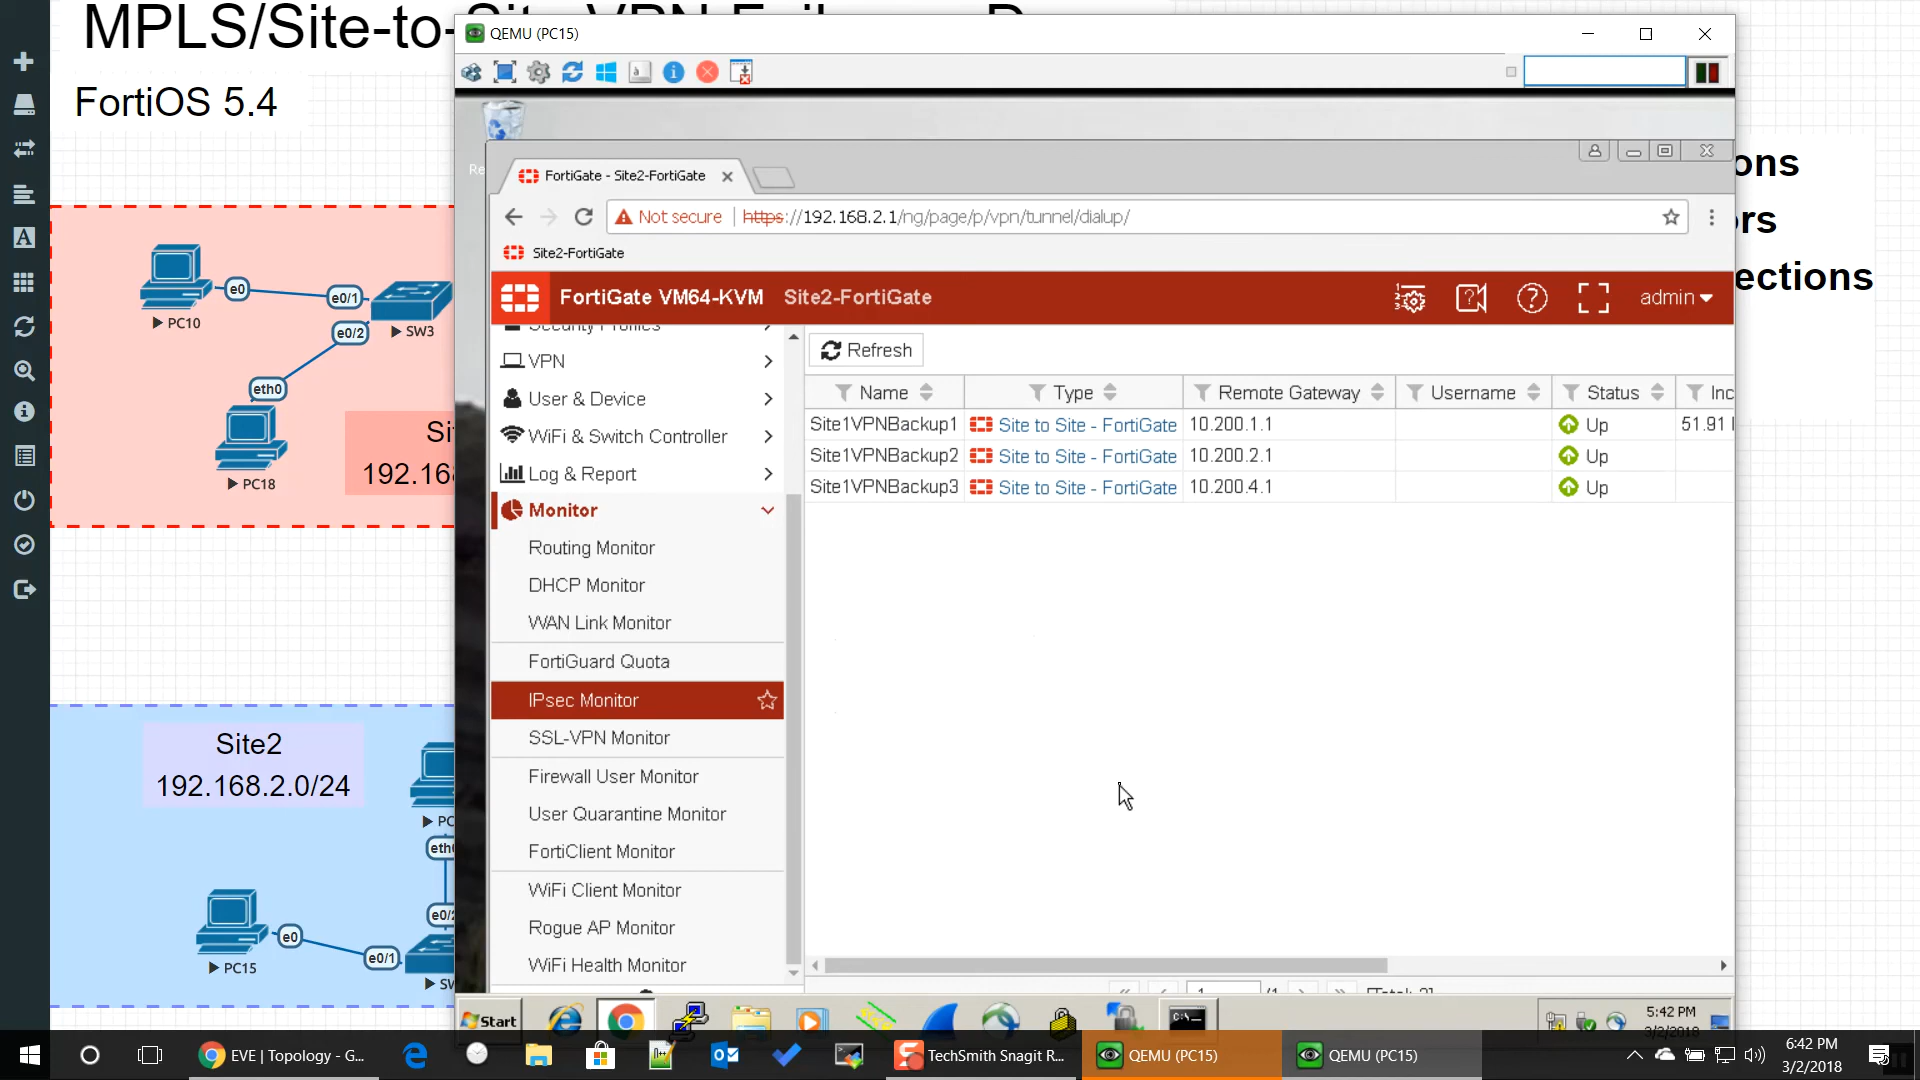 MPLS/Site-to-
FortiOS 5.4
PC10
e0
e0/1
SW3
e0/2
eth0
PC18
Site2
192.168.2.0/24
PC15
e0
e0/1
ons
ors
ections
QEMU (PC15)
FortiGate - Site2-FortiGate
Not secure https://192.168.2.1/ng/page/p/vpn/tunnel/dialup/
Site2-FortiGate
FortiGate VM64-KVM Site2-FortiGate admin
Security Profiles
VPN
User & Device
WiFi & Switch Controller
Log & Report
Monitor
Routing Monitor
DHCP Monitor
WAN Link Monitor
FortiGuard Quota
IPsec Monitor
SSL-VPN Monitor
Firewall User Monitor
User Quarantine Monitor
FortiClient Monitor
WiFi Client Monitor
Rogue AP Monitor
WiFi Health Monitor
Refresh
Name Type Remote Gateway Username Status Inc
Site1VPNBackup1 Site to Site - FortiGate 10.200.1.1 Up 51.91
Site1VPNBackup2 Site to Site - FortiGate 10.200.2.1 Up
Site1VPNBackup3 Site to Site - FortiGate 10.200.4.1 Up
Start
5:42 PM
3/2/2018
EVE | Topology - G...
TechSmith Snagit R...
QEMU (PC15)
QEMU (PC15)
6:42 PM
3/2/2018